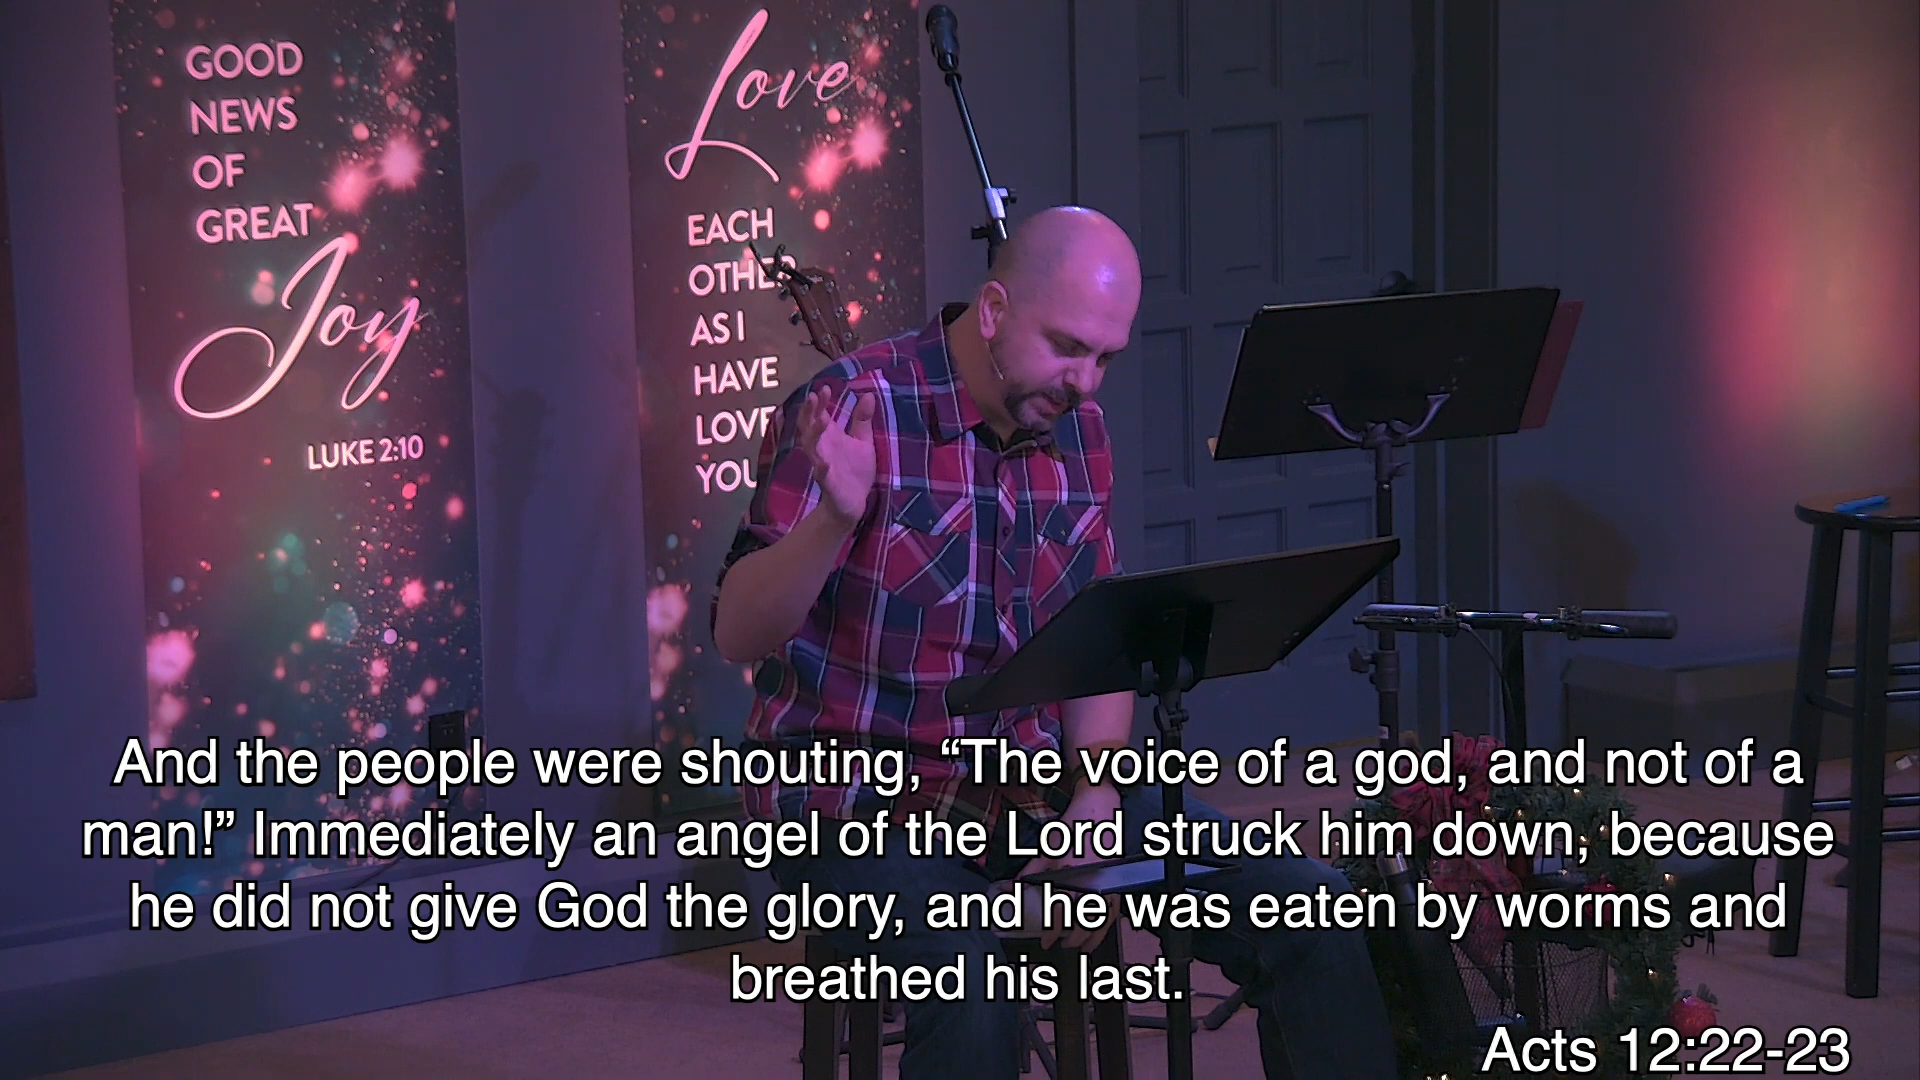 GOOD
NEWS
OF
GREAT
Joy
LUKE 2:10
Love
EACH
OTHER
AS I
HAVE
LOVE
YOU
And the people were shouting, “The voice of a god, and not of a
man!” Immediately an angel of the Lord struck him down, because
he did not give God the glory, and he was eaten by worms and
breathed his last.
Acts 12:22-23